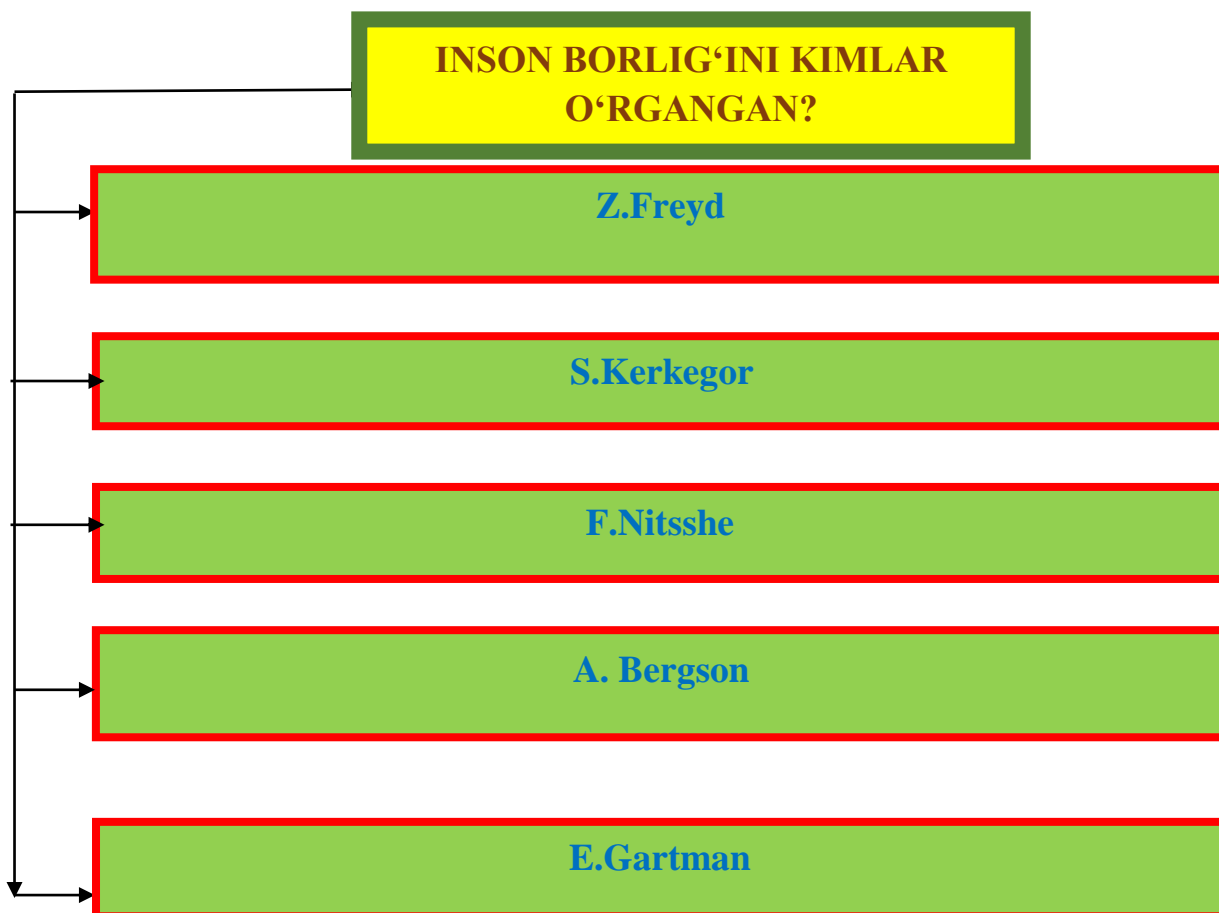 INSON BORLIG‘INI KIMLAR
O‘RGANGAN?
Z.Freyd
S.Kerkegor
F.Nitsshe
A. Bergson
E.Gartman